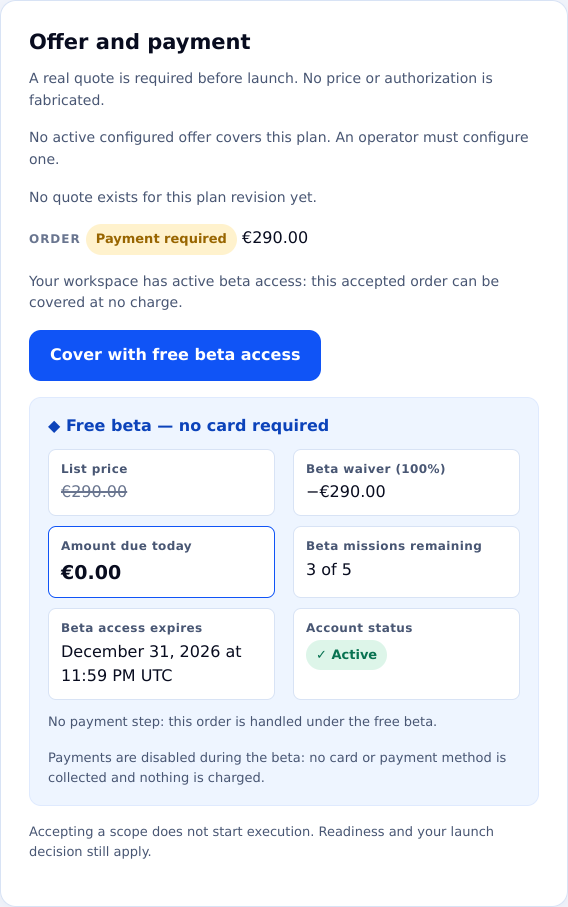 Offer and payment
A real quote is required before launch. No price or authorization is
fabricated.
No active configured offer covers this plan. An operator must configure
one.
No quote exists for this plan revision yet.
ORDER Payment required €290.00
Your workspace has active beta access: this accepted order can be
covered at no charge.
Cover with free beta access
◆ Free beta — no card required
List price
€290.00
Beta waiver (100%)
−€290.00
Amount due today
€0.00
Beta missions remaining
3 of 5
Beta access expires
December 31, 2026 at
11:59 PM UTC
Account status
✓ Active
No payment step: this order is handled under the free beta.
Payments are disabled during the beta: no card or payment method is
collected and nothing is charged.
Accepting a scope does not start execution. Readiness and your launch
decision still apply.